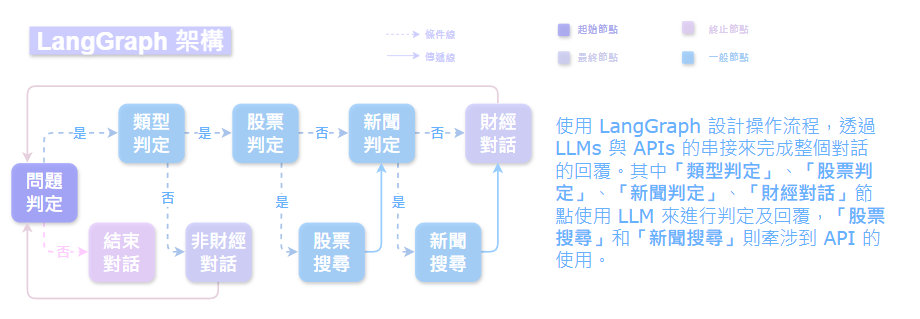 LangGraph 架構
條件線
傳遞線
起始節點
終止節點
最終節點
一般節點
是
類型
判定
是
股票
判定
否
新聞
判定
否
財經
對話
問題
判定
否
是
是
否
結束
對話
非財經
對話
股票
搜尋
新聞
搜尋
使用 LangGraph 設計操作流程，透過
LLMs 與 APIs 的串接來完成整個對話
的回覆。其中「類型判定」、「股票判
定」、「新聞判定」、「財經對話」節
點使用 LLM 來進行判定及回覆，「股票
搜尋」和「新聞搜尋」則牽涉到 API 的
使用。